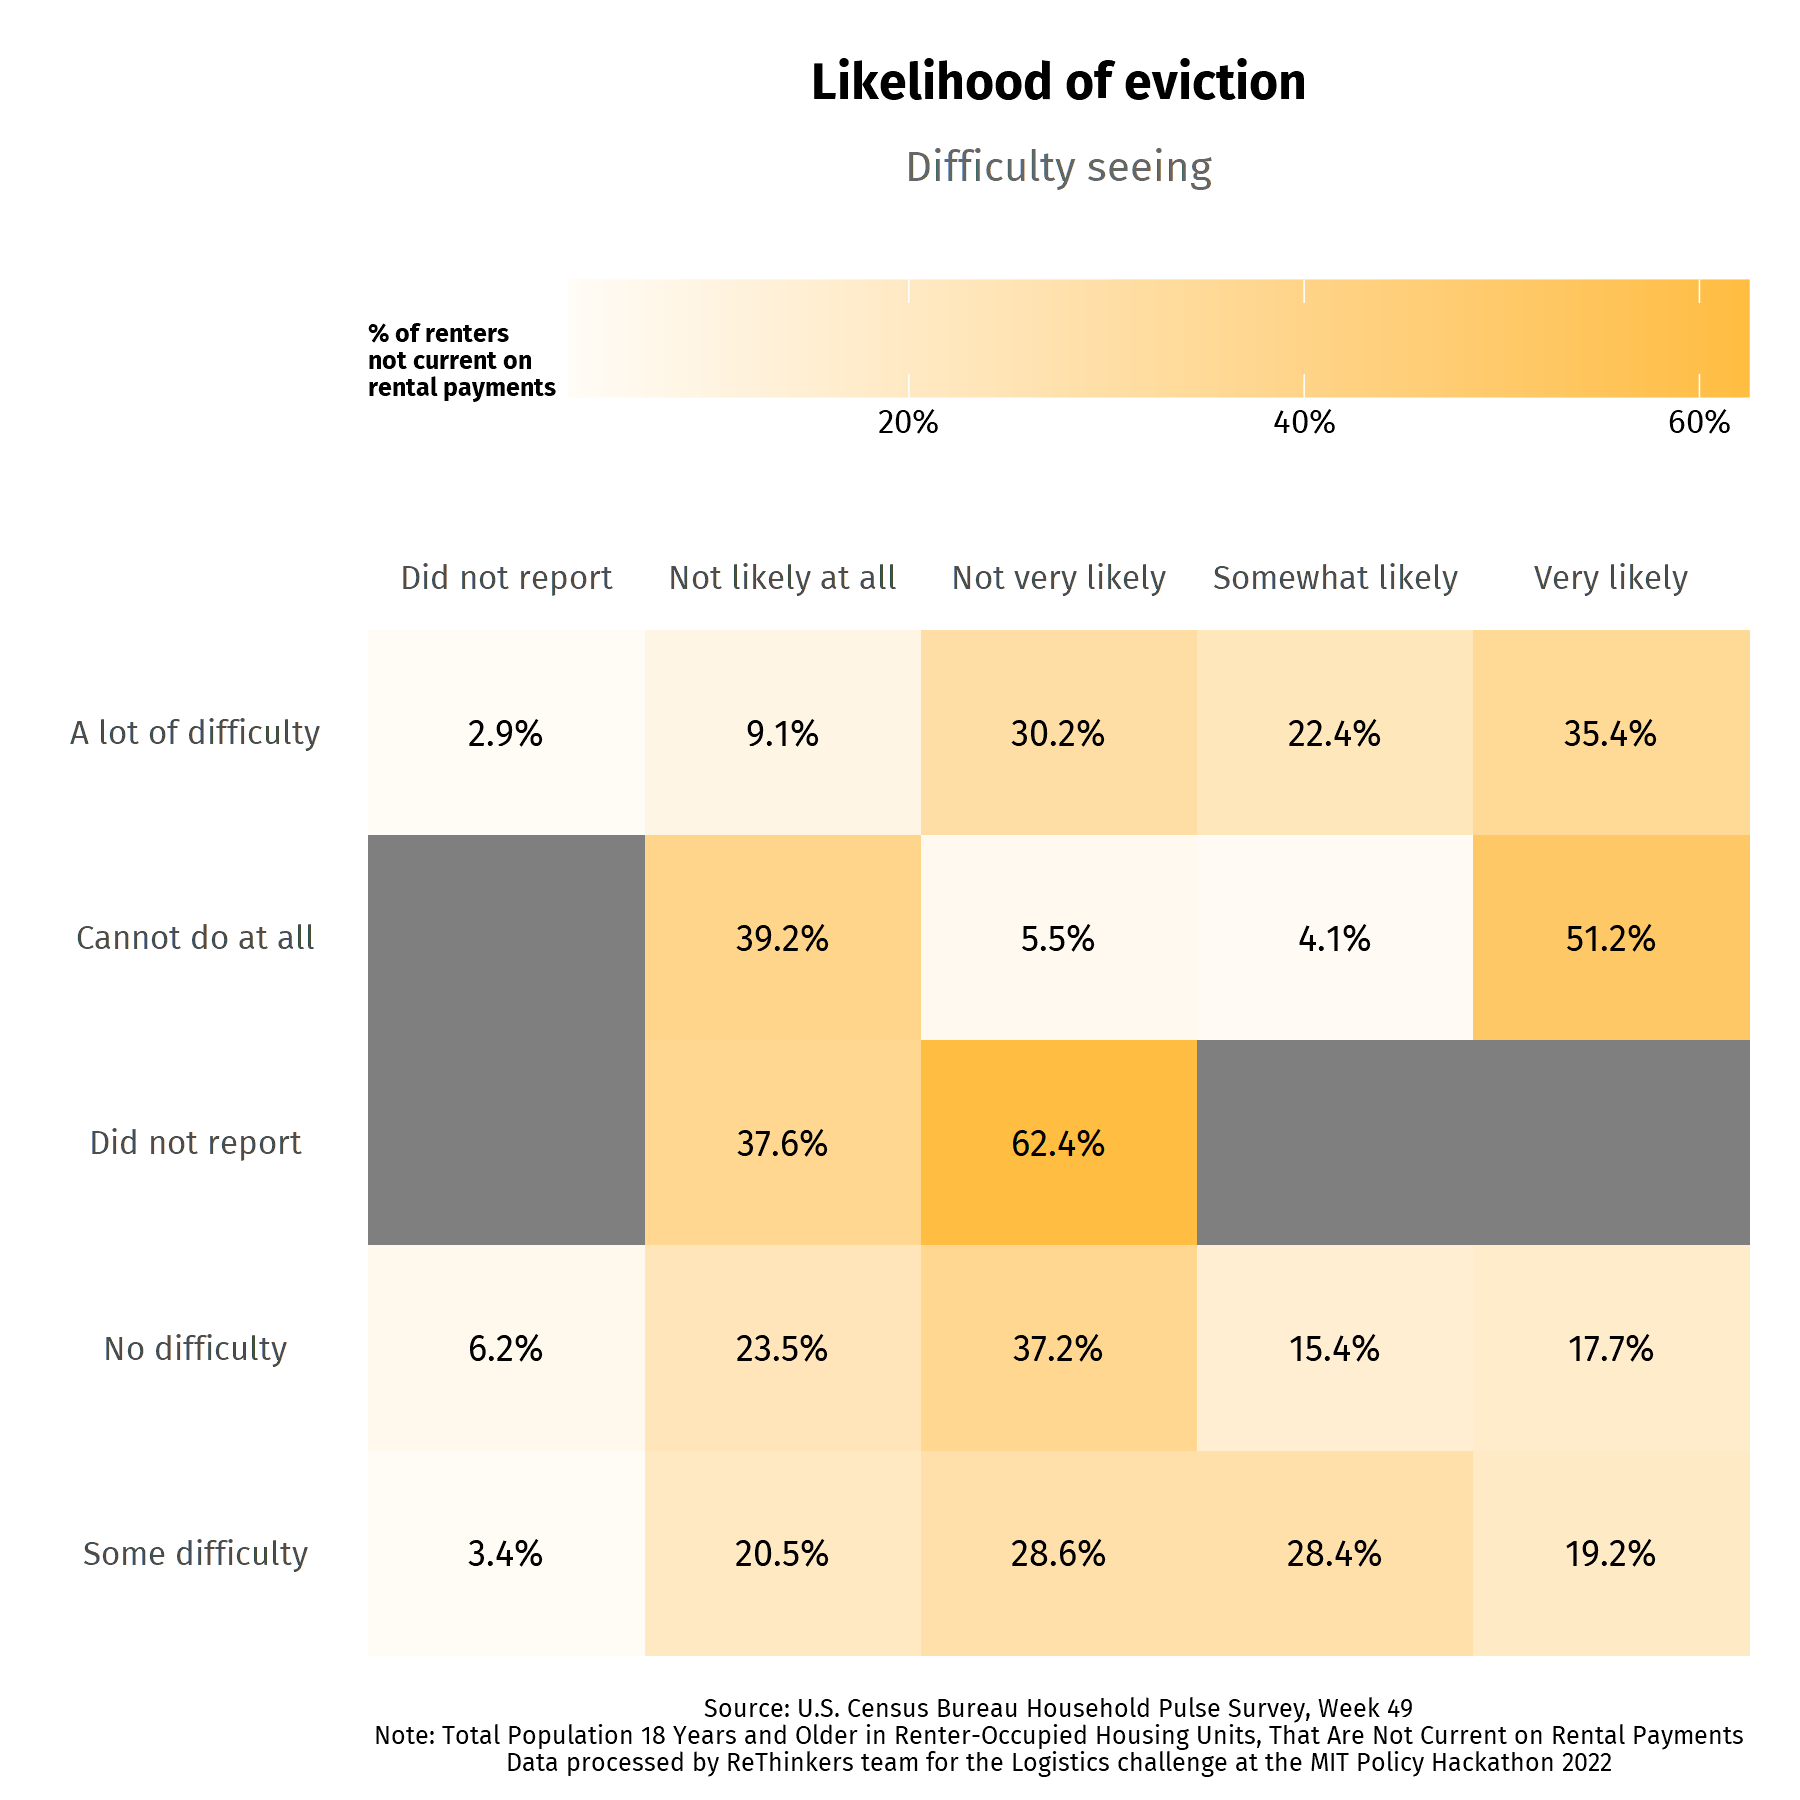 Likelihood of eviction
Difficulty seeing
% of renters
not current on
rental payments
20% 40% 60%
Did not report Not likely at all Not very likely Somewhat likely Very likely
A lot of difficulty 2.9% 9.1% 30.2% 22.4% 35.4%
Cannot do at all 39.2% 5.5% 4.1% 51.2%
Did not report 37.6% 62.4%
No difficulty 6.2% 23.5% 37.2% 15.4% 17.7%
Some difficulty 3.4% 20.5% 28.6% 28.4% 19.2%
Source: U.S. Census Bureau Household Pulse Survey, Week 49
Note: Total Population 18 Years and Older in Renter-Occupied Housing Units, That Are Not Current on Rental Payments
Data processed by ReThinkers team for the Logistics challenge at the MIT Policy Hackathon 2022